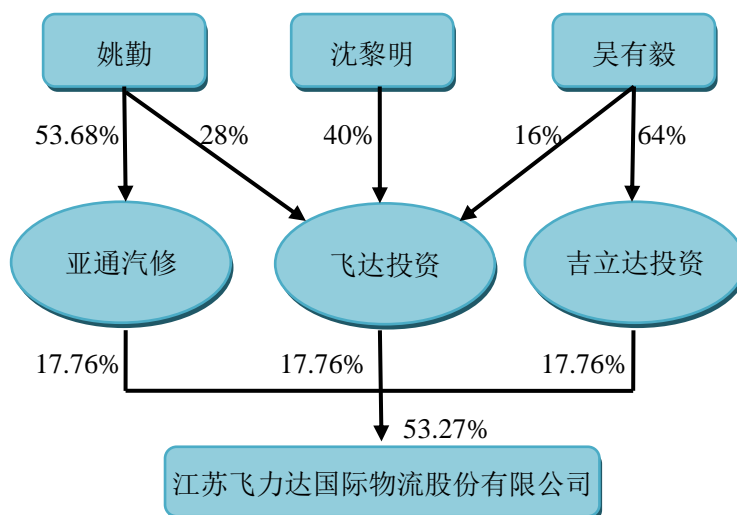 姚勤
沈黎明
吴有毅
53.68%
28%
40%
16%
64%
亚通汽修
飞达投资
吉立达投资
17.76%
17.76%
17.76%
53.27%
江苏飞力达国际物流股份有限公司